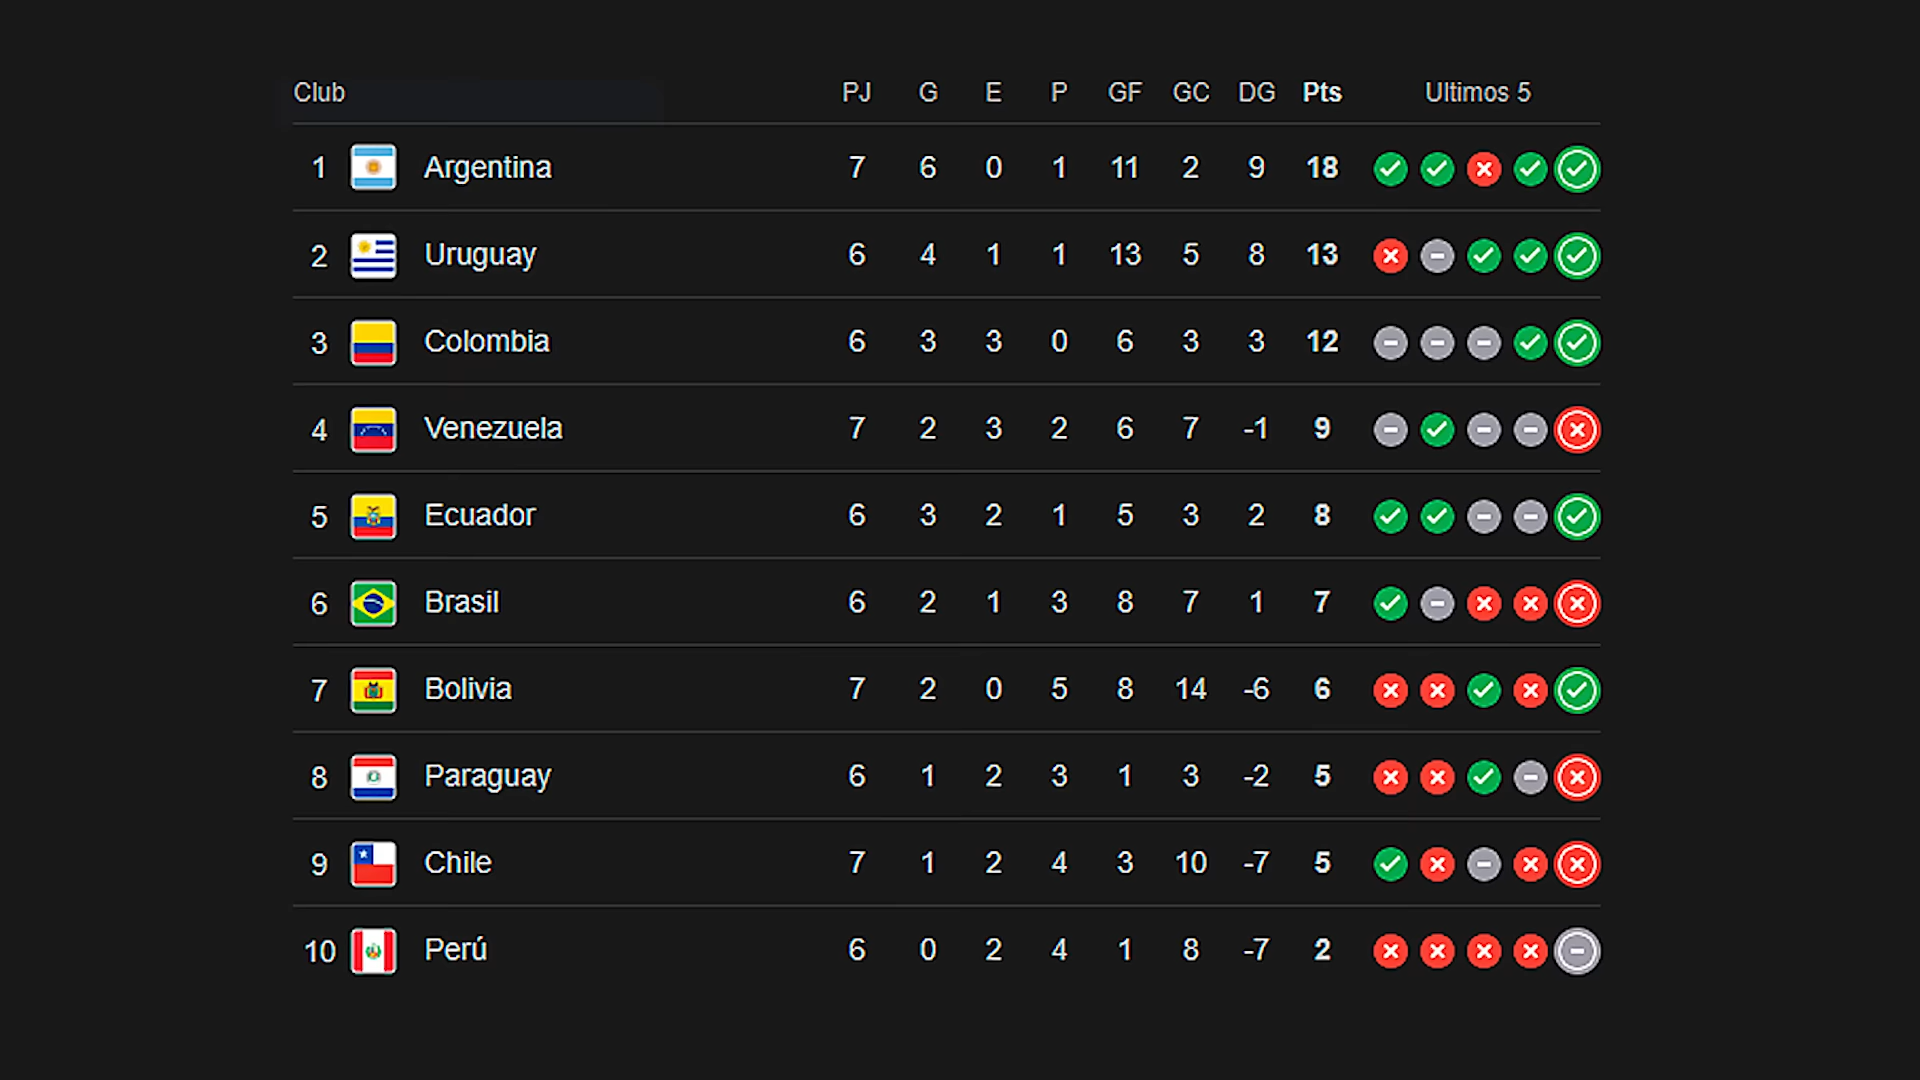 Club PJ G E P GF GC DG Pts Ultimos 5
1 Argentina 7 6 0 1 11 2 9 18
2 Uruguay 6 4 1 1 13 5 8 13
3 Colombia 6 3 3 0 6 3 3 12
4 Venezuela 7 2 3 2 6 7 -1 9
5 Ecuador 6 3 2 1 5 3 2 8
6 Brasil 6 2 1 3 8 7 1 7
7 Bolivia 7 2 0 5 8 14 -6 6
8 Paraguay 6 1 2 3 1 3 -2 5
9 Chile 7 1 2 4 3 10 -7 5
10 Perú 6 0 2 4 1 8 -7 2